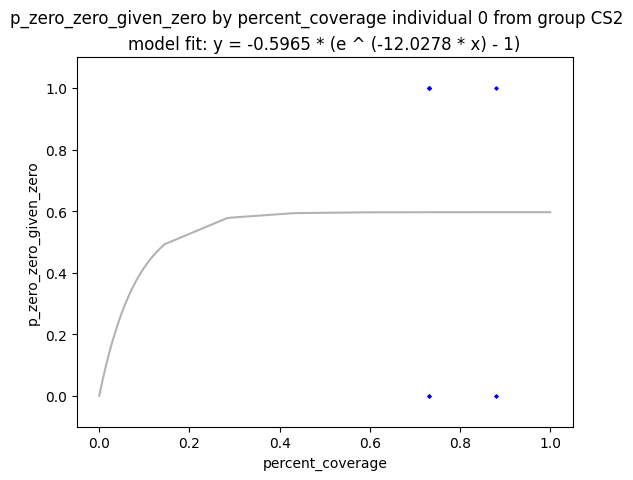 p_zero_zero_given_zero by percent_coverage individual 0 from group CS2
model fit: y = -0.5965 * (e ^ (-12.0278 * x) - 1)
1.0
0.8
0.6
0.4
0.2
0.0
p_zero_zero_given_zero
0.0 0.2 0.4 0.6 0.8 1.0
percent_coverage